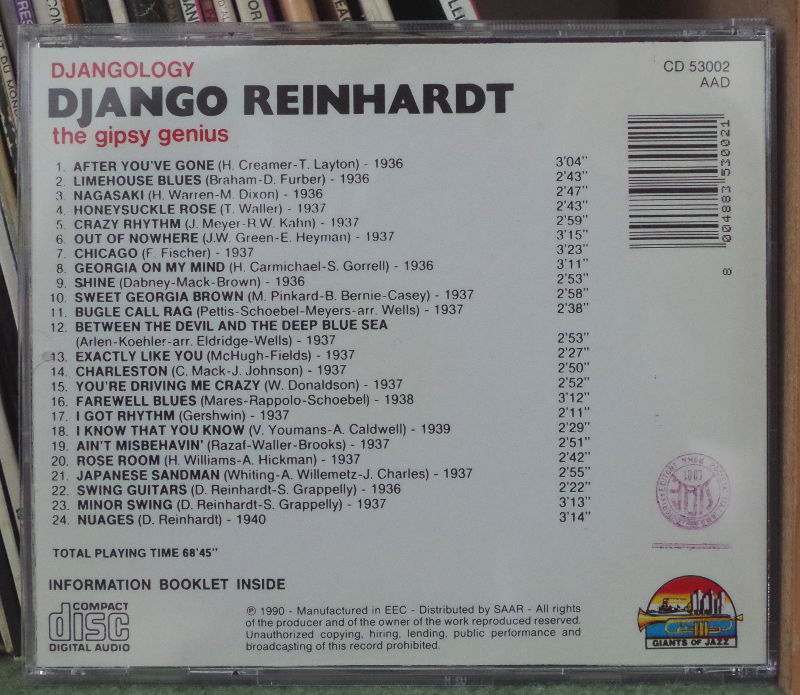 DJANGOLOGY
DJANGO REINHARDT
the gipsy genius
CD 53002
AAD
1. AFTER YOU'VE GONE (H. Creamer-T. Layton) - 1936 3'04"
2. LIMEHOUSE BLUES (Braham-D. Furber) - 1936 2'43"
3. NAGASAKI (H. Warren-M. Dixon) - 1936 2'47"
4. HONEYSUCKLE ROSE (T. Waller) - 1937 2'43"
5. CRAZY RHYTHM (J. Meyer-R.W. Kahn) - 1937 2'59"
6. OUT OF NOWHERE (J.W. Green-E. Heyman) - 1937 3'15"
7. CHICAGO (F. Fischer) - 1937 3'23"
8. GEORGIA ON MY MIND (H. Carmichael-S. Gorrell) - 1936 3'11"
9. SHINE (Dabney-Mack-Brown) - 1936 2'53"
10. SWEET GEORGIA BROWN (M. Pinkard-B. Bernie-Casey) - 1937 2'58"
11. BUGLE CALL RAG (Pettis-Schoebel-Meyers-arr. Wells) - 1937 2'38"
12. BETWEEN THE DEVIL AND THE DEEP BLUE SEA
(Arlen-Koehler-arr. Eldridge-Wells) - 1937 2'53"
13. EXACTLY LIKE YOU (McHugh-Fields) - 1937 2'27"
14. CHARLESTON (C. Mack-J. Johnson) - 1937 2'50"
15. YOU'RE DRIVING ME CRAZY (W. Donaldson) - 1937 2'52"
16. FAREWELL BLUES (Mares-Rappolo-Schoebel) - 1938 3'12"
17. I GOT RHYTHM (Gershwin) - 1937 2'11"
18. I KNOW THAT YOU KNOW (V. Youmans-A. Caldwell) - 1939 2'29"
19. AIN'T MISBEHAVIN' (Razaf-Waller-Brooks) - 1937 2'51"
20. ROSE ROOM (H. Williams-A. Hickman) - 1937 2'42"
21. JAPANESE SANDMAN (Whiting-A. Willemetz-J. Charles) - 1937 2'55"
22. SWING GUITARS (D. Reinhardt-S. Grappelly) - 1936 2'22"
23. MINOR SWING (D. Reinhardt-S. Grappelly) - 1937 3'13"
24. NUAGES (D. Reinhardt) - 1940 3'14"
TOTAL PLAYING TIME 68'45"
INFORMATION BOOKLET INSIDE
COMPACT
disc
DIGITAL AUDIO
℗ 1990 - Manufactured in EEC - Distributed by SAAR - All rights
of the producer and of the owner of the work reproduced reserved.
Unauthorized copying, hiring, lending, public performance and
broadcasting of this record prohibited.
8 004883 530021
GIANTS OF JAZZ